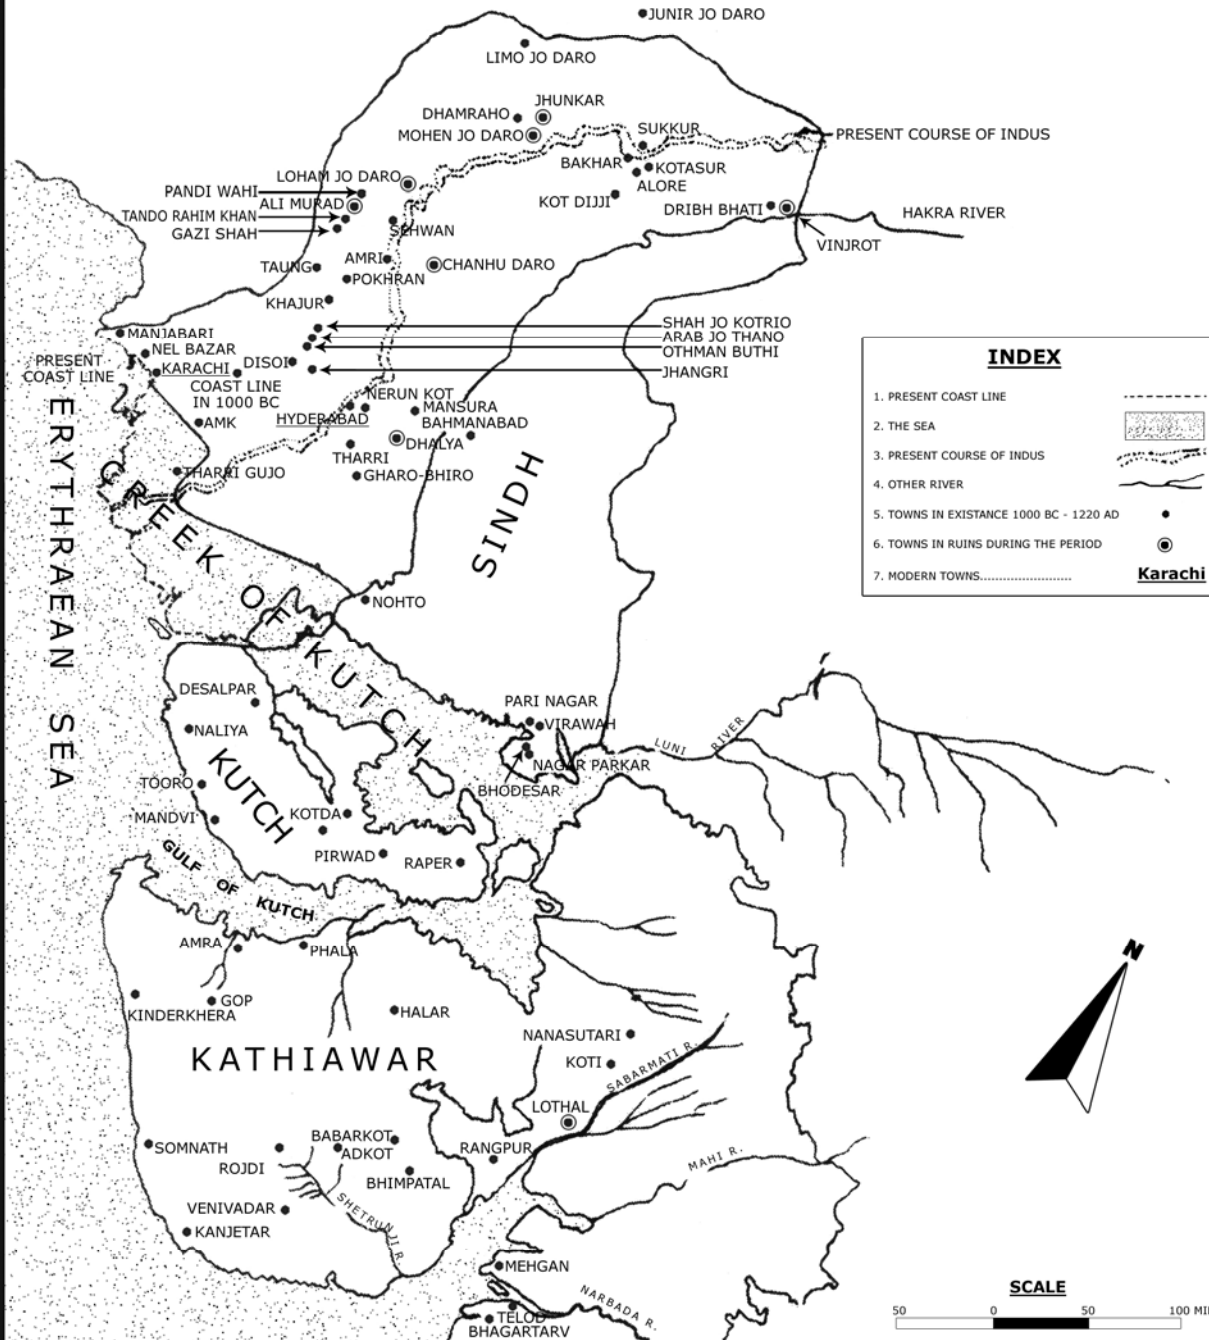 JUNIR JO DARO
LIMO JO DARO
JHUNKAR
DHAMRAHO
MOHEN JO DARO
SUKKUR
PRESENT COURSE OF INDUS
BAKHAR
KOTASUR
ALORE
LOHAM JO DARO
PANDI WAHI
ALI MURAD
KOT DIJJI
DRIBH BHATI
HAKRA RIVER
TANDO RAHIM KHAN
GAZI SHAH
SEHWAN
VINJROT
TAUNG
AMRI
CHANHU DARO
POKHRAN
KHAJUR
SHAH JO KOTRIO
ARAB JO THANO
OTHMAN BUTHI
JHANGRI
MANJABARI
NEL BAZAR
PRESENT
COAST LINE
KARACHI
DISOI
COAST LINE
IN 1000 BC
NERUN KOT
HYDERABAD
MANSURA
BAHMANABAD
AMK
DHALYA
THARRI
THARRI GUJO
GHARO-BHIRO
INDEX
1. PRESENT COAST LINE
2. THE SEA
3. PRESENT COURSE OF INDUS
4. OTHER RIVER
5. TOWNS IN EXISTANCE 1000 BC - 1220 AD
6. TOWNS IN RUINS DURING THE PERIOD
7. MODERN TOWNS........................ Karachi
ERYTHRAEAN SEA
CREEK OF KUTCH
SINDH
NOHTO
DESALPAR
NALIYA
PARI NAGAR
VIRAWAH
LUNI RIVER
NAGAR PARKAR
BHODESAR
TOORO
KUTCH
MANDVI
KOTDA
PIRWAD
RAPER
GULF OF KUTCH
AMRA
PHALA
N
KINDERKHERA
GOP
HALAR
NANASUTARI
KATHIAWAR
KOTI
SABARMATI R.
LOTHAL
SOMNATH
BABARKOT
ADKOT
RANGPUR
ROJDI
MAHI R.
BHIMPATAL
VENIVADAR
SHETRUNJI R.
KANJETAR
MEHGAN
NARBADA R.
TELOD
BHAGARTARV
SCALE
50 0 50 100 MI